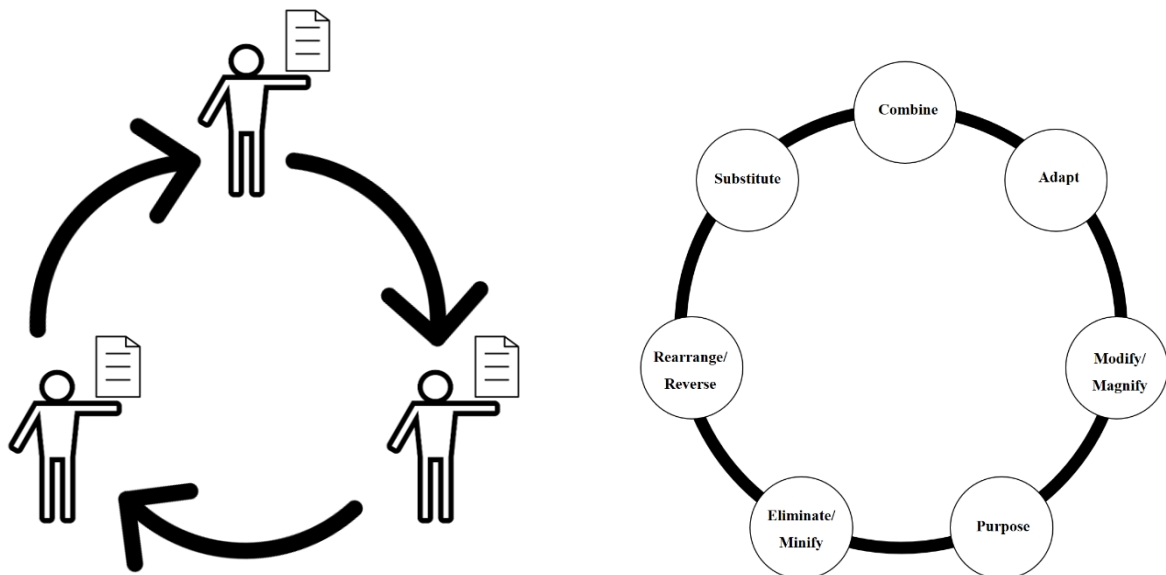 Combine
Substitute
Adapt
Rearrange/
Reverse
Modify/
Magnify
Eliminate/
Minify
Purpose